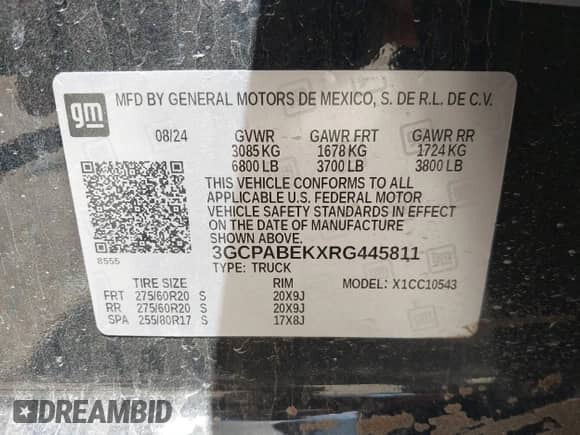 gm
MFD BY GENERAL MOTORS DE MEXICO, S. DE R.L. DE C.V.
08/24 GVWR GAWR FRT GAWR RR
3085 KG 1678 KG 1724 KG
6800 LB 3700 LB 3800 LB
THIS VEHICLE CONFORMS TO ALL
APPLICABLE U.S. FEDERAL MOTOR
VEHICLE SAFETY STANDARDS IN EFFECT
ON THE DATE OF MANUFACTURE
SHOWN ABOVE.
8555
3GCPABEKXRG445811
TYPE: TRUCK
TIRE SIZE RIM MODEL: X1CC10543
FRT 275/60R20 S 20X9J
RR 275/60R20 S 20X9J
SPA 255/80R17 S 17X8J
DREAMBID